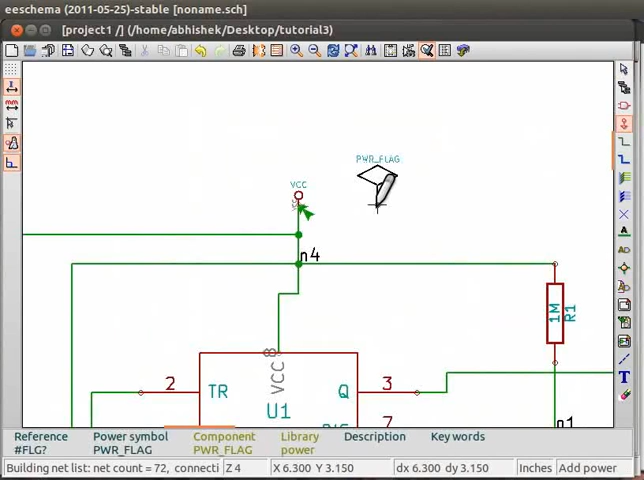 eeschema (2011-05-25)-stable [noname.sch]
[project1 /] (/home/abhishek/Desktop/tutorial3)
PWR_FLAG
VCC
n4
1M
R1
8
VCC
2
TR
Q
3
U1
7
n1
Reference Power symbol Component Library Description Key words
#FLG? PWR_FLAG PWR_FLAG power
Building net list: net count = 72, connecti Z 4 X 6.300 Y 3.150 dx 6.300 dy 3.150 Inches Add power